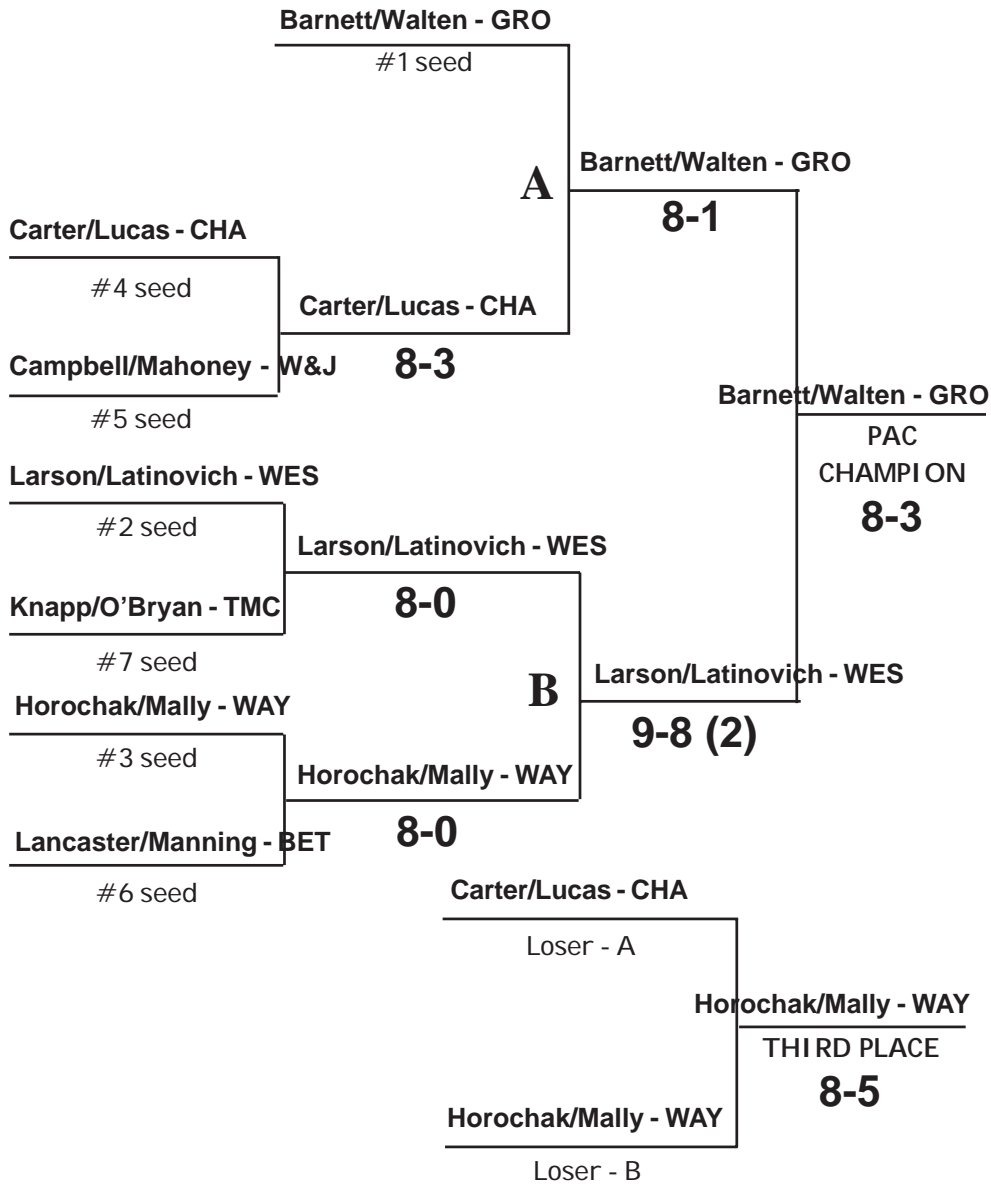 Barnett/Walten - GRO
#1 seed
A
Barnett/Walten - GRO
8-1
Carter/Lucas - CHA
#4 seed
Carter/Lucas - CHA
8-3
Campbell/Mahoney - W&J
#5 seed
Barnett/Walten - GRO
PAC
CHAMPION
8-3
Larson/Latinovich - WES
#2 seed
Larson/Latinovich - WES
8-0
Knapp/O'Bryan - TMC
#7 seed
B
Larson/Latinovich - WES
9-8 (2)
Horochak/Mally - WAY
#3 seed
Horochak/Mally - WAY
8-0
Lancaster/Manning - BET
#6 seed
Carter/Lucas - CHA
Loser - A
Horochak/Mally - WAY
THIRD PLACE
8-5
Horochak/Mally - WAY
Loser - B